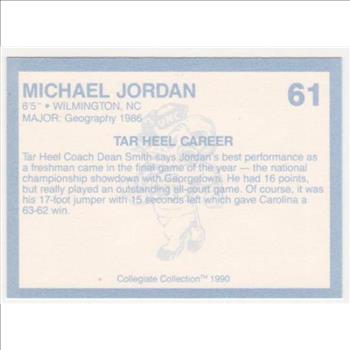 MICHAEL JORDAN
61
6'5" • WILMINGTON, NC
MAJOR: Geography 1986
UNC
TAR HEEL CAREER
Tar Heel Coach Dean Smith says Jordan's best performance as
a freshman came in the final game of the year — the national
championship showdown with Georgetown. He had 16 points,
but really played an outstanding all-court game. Of course, it was
his 17-foot jumper with 15 seconds left which gave Carolina a
63-62 win.
Collegiate Collection™ 1990